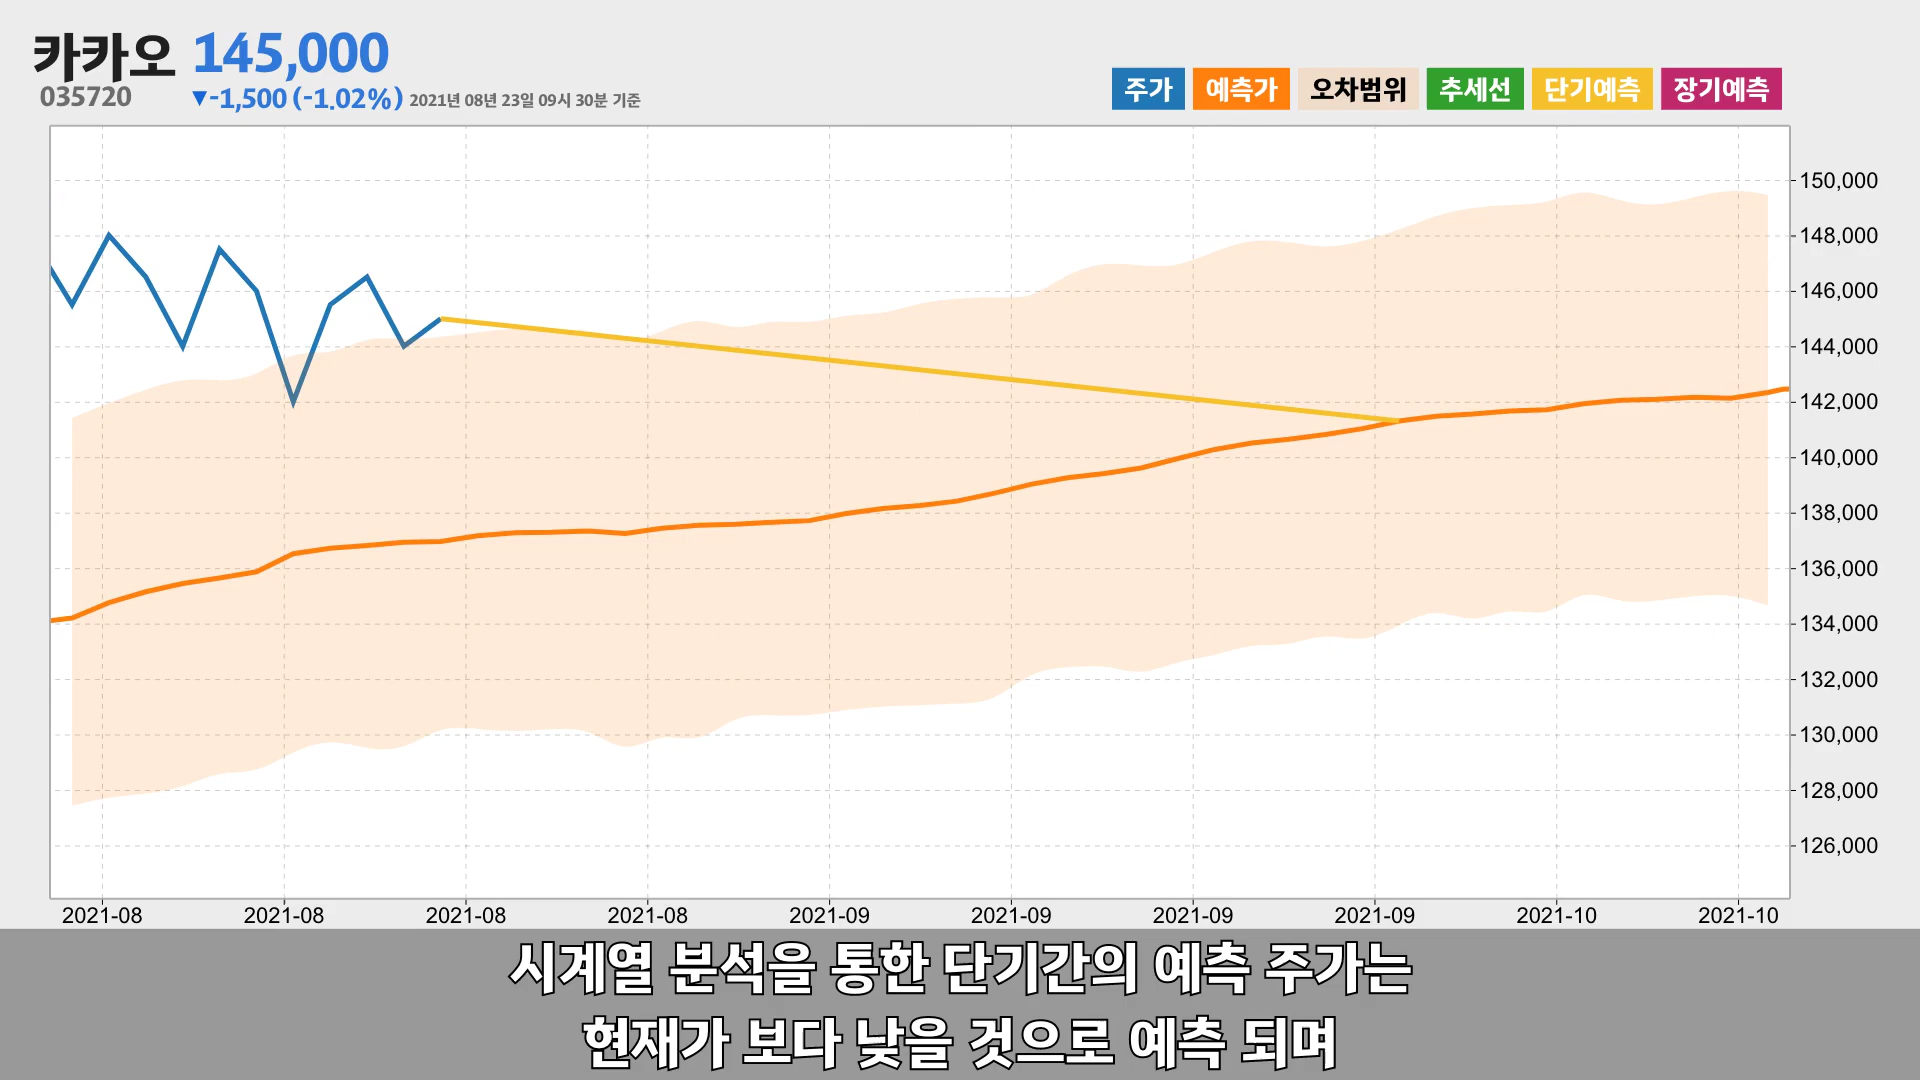 카카오 145,000
035720 ▼-1,500 (-1.02%) 2021년 08년 23일 09시 30분 기준
주가 예측가 오차범위 추세선 단기예측 장기예측
150,000
148,000
146,000
144,000
142,000
140,000
138,000
136,000
134,000
132,000
130,000
128,000
126,000
2021-08 2021-08 2021-08 2021-08 2021-09 2021-09 2021-09 2021-09 2021-10 2021-10
시계열 분석을 통한 단기간의 예측 주가는
현재가 보다 낮을 것으로 예측 되며